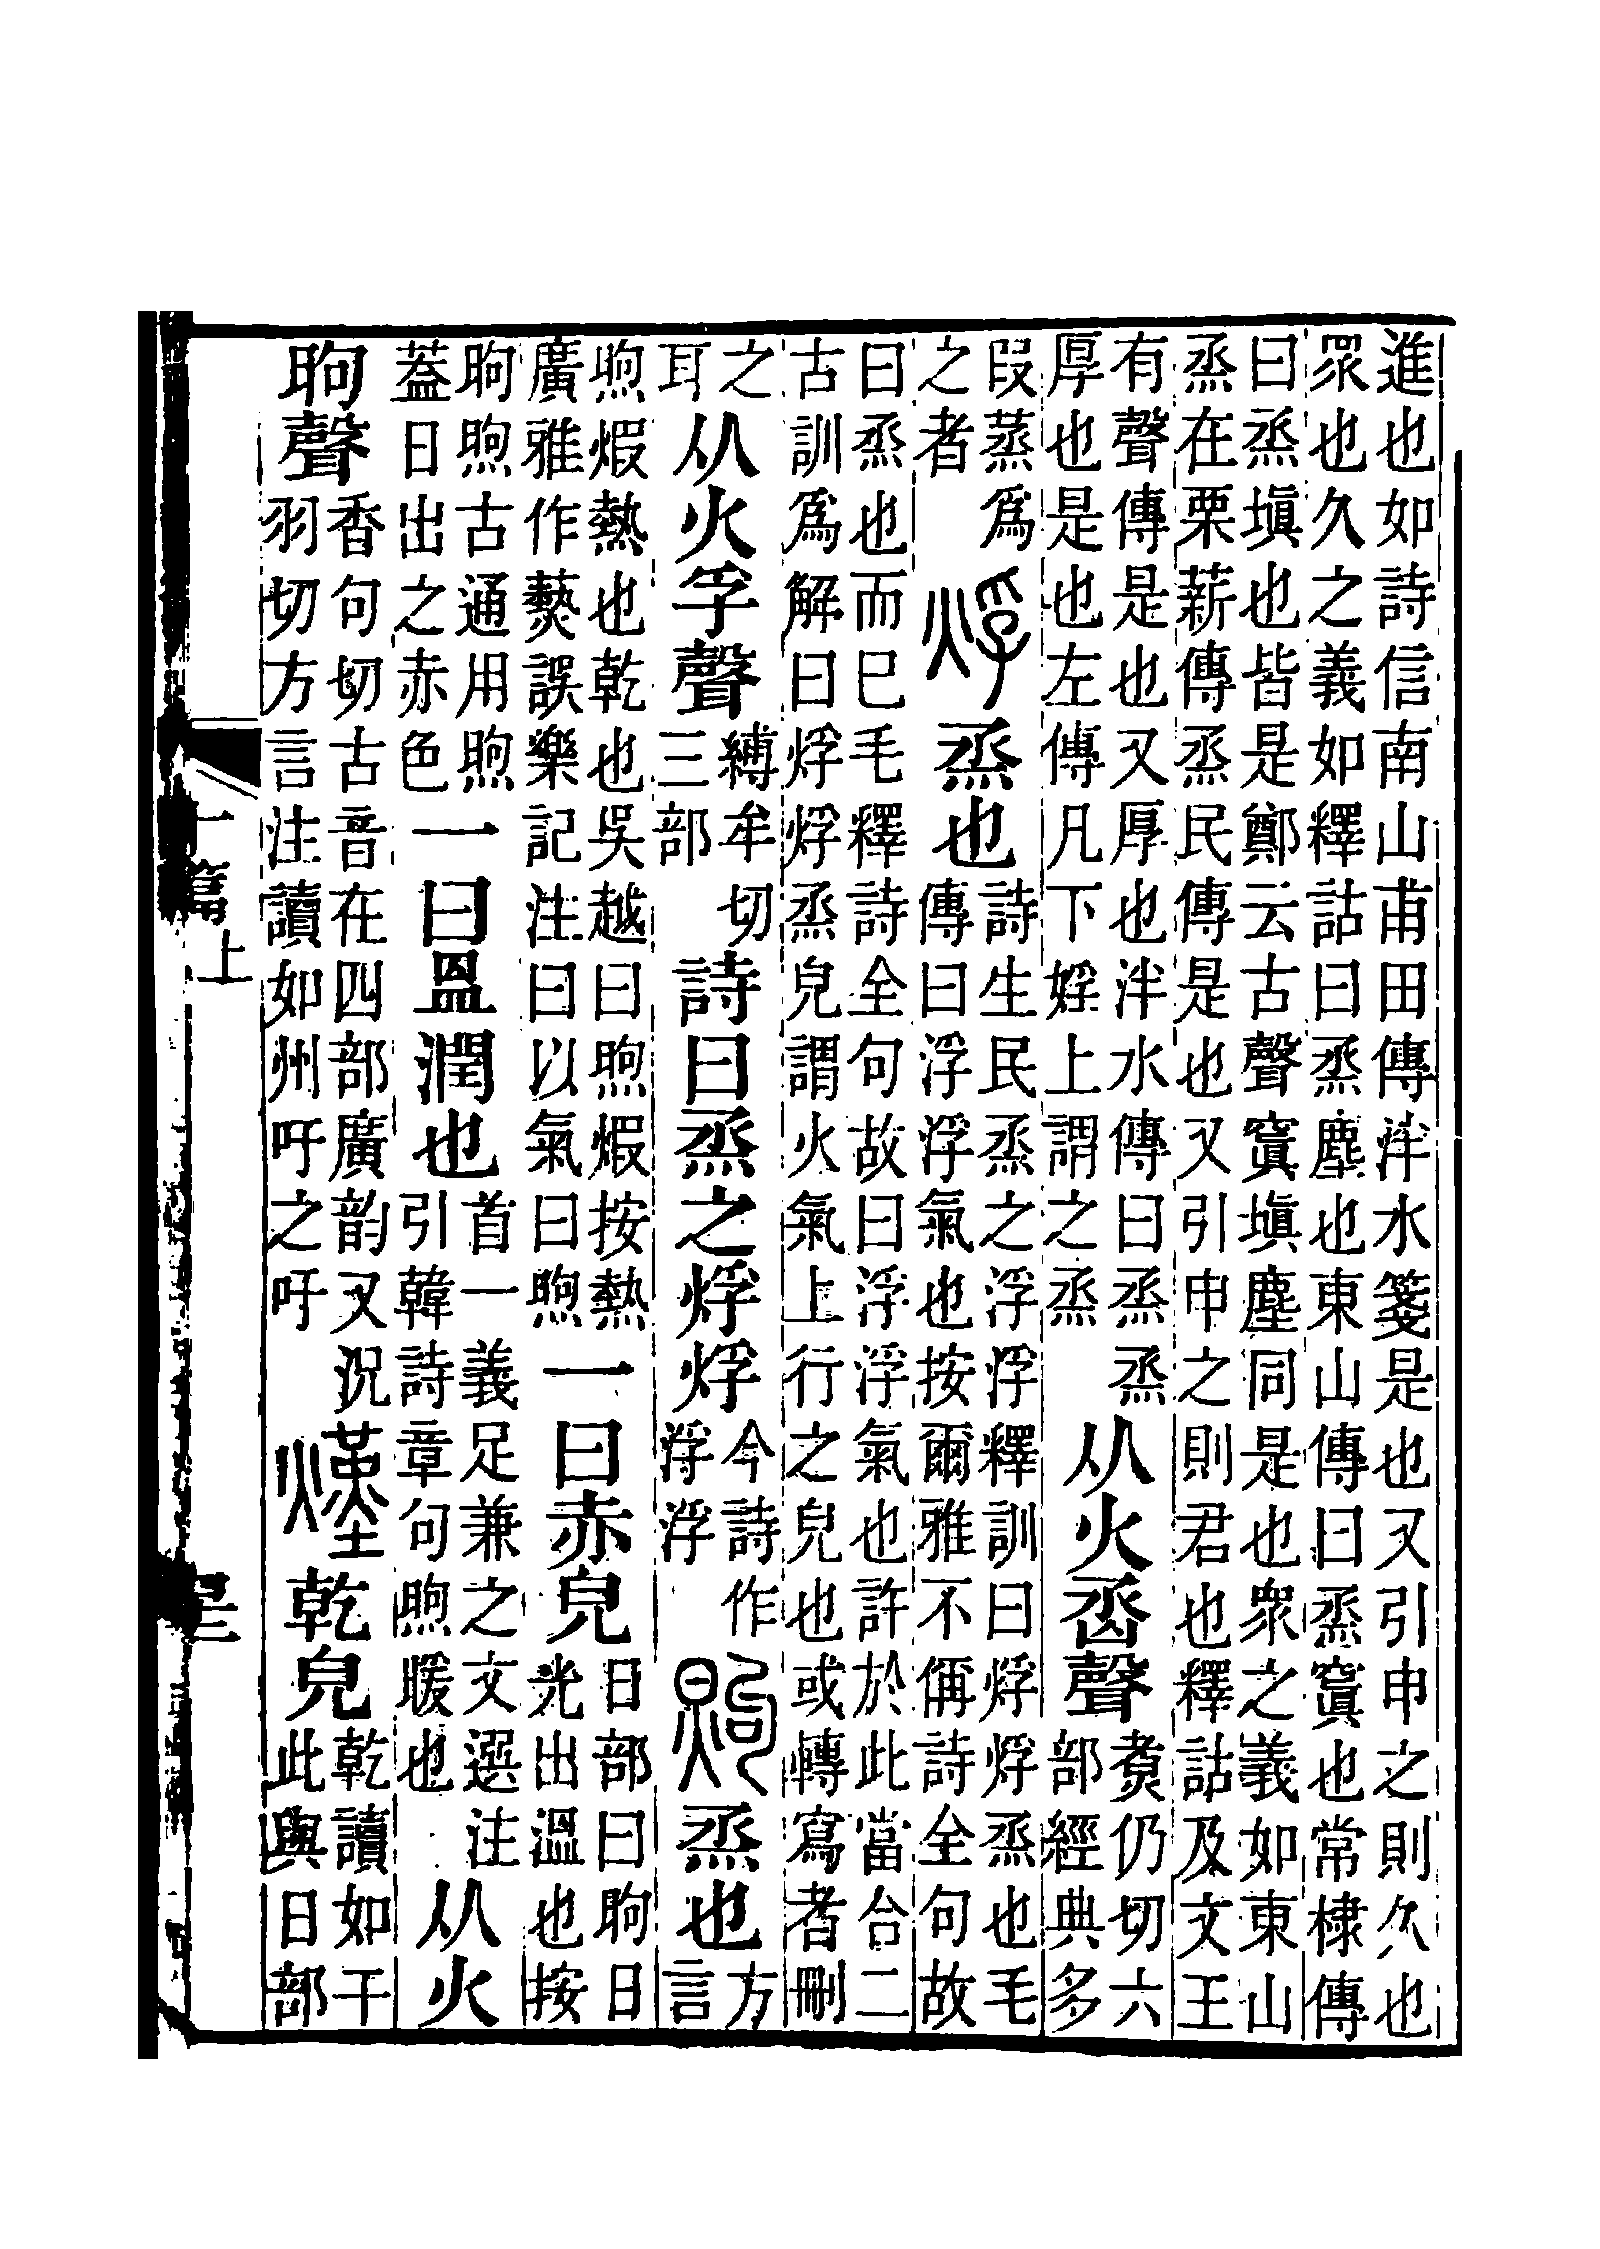 進也如詩信南山甫田傳泮水箋是也又引申之則久也
眾也久之義如釋詁曰烝塵也東山傳曰烝窴也常棣傳
曰烝塡也皆是鄭云古聲窴塡塵同是也眾之義如東山
烝在栗薪傳烝民傳是也又引申之則君也釋詁及文王
有聲傳是也又厚也泮水傳曰烝烝
厚也是也左傳凡下婬上謂之烝
从火丞聲
煑仍切六
部經典多
叚蒸爲
之者
烰烝也
詩生民烝之浮浮釋訓曰烰烰烝也毛
傳曰浮浮氣也按爾雅不偁詩全句故
曰烝也而巳毛釋詩全句故曰浮浮氣也許於此當合二
古訓爲解曰烰烰烝皃謂火氣上行之皃也或轉寫者刪
之
耳
从火孚聲
縛牟切
三部
詩曰烝之烰烰
今詩作
浮浮
煦烝也
方
言
煦煆熱也乾也吳越曰煦煆按熱
廣雅作爇誤樂記注曰以氣曰煦
一曰赤皃
日部曰昫日
光出溫也按
昫煦古通用煦
蓋日出之赤色
一曰昷潤也
首一義足兼之文選注
引韓詩章句煦暖也
从火
昫聲
香句切古音在四部廣韵又況
羽切方言注讀如州吁之吁
熯乾皃
乾讀如干
此與日部
十篇上